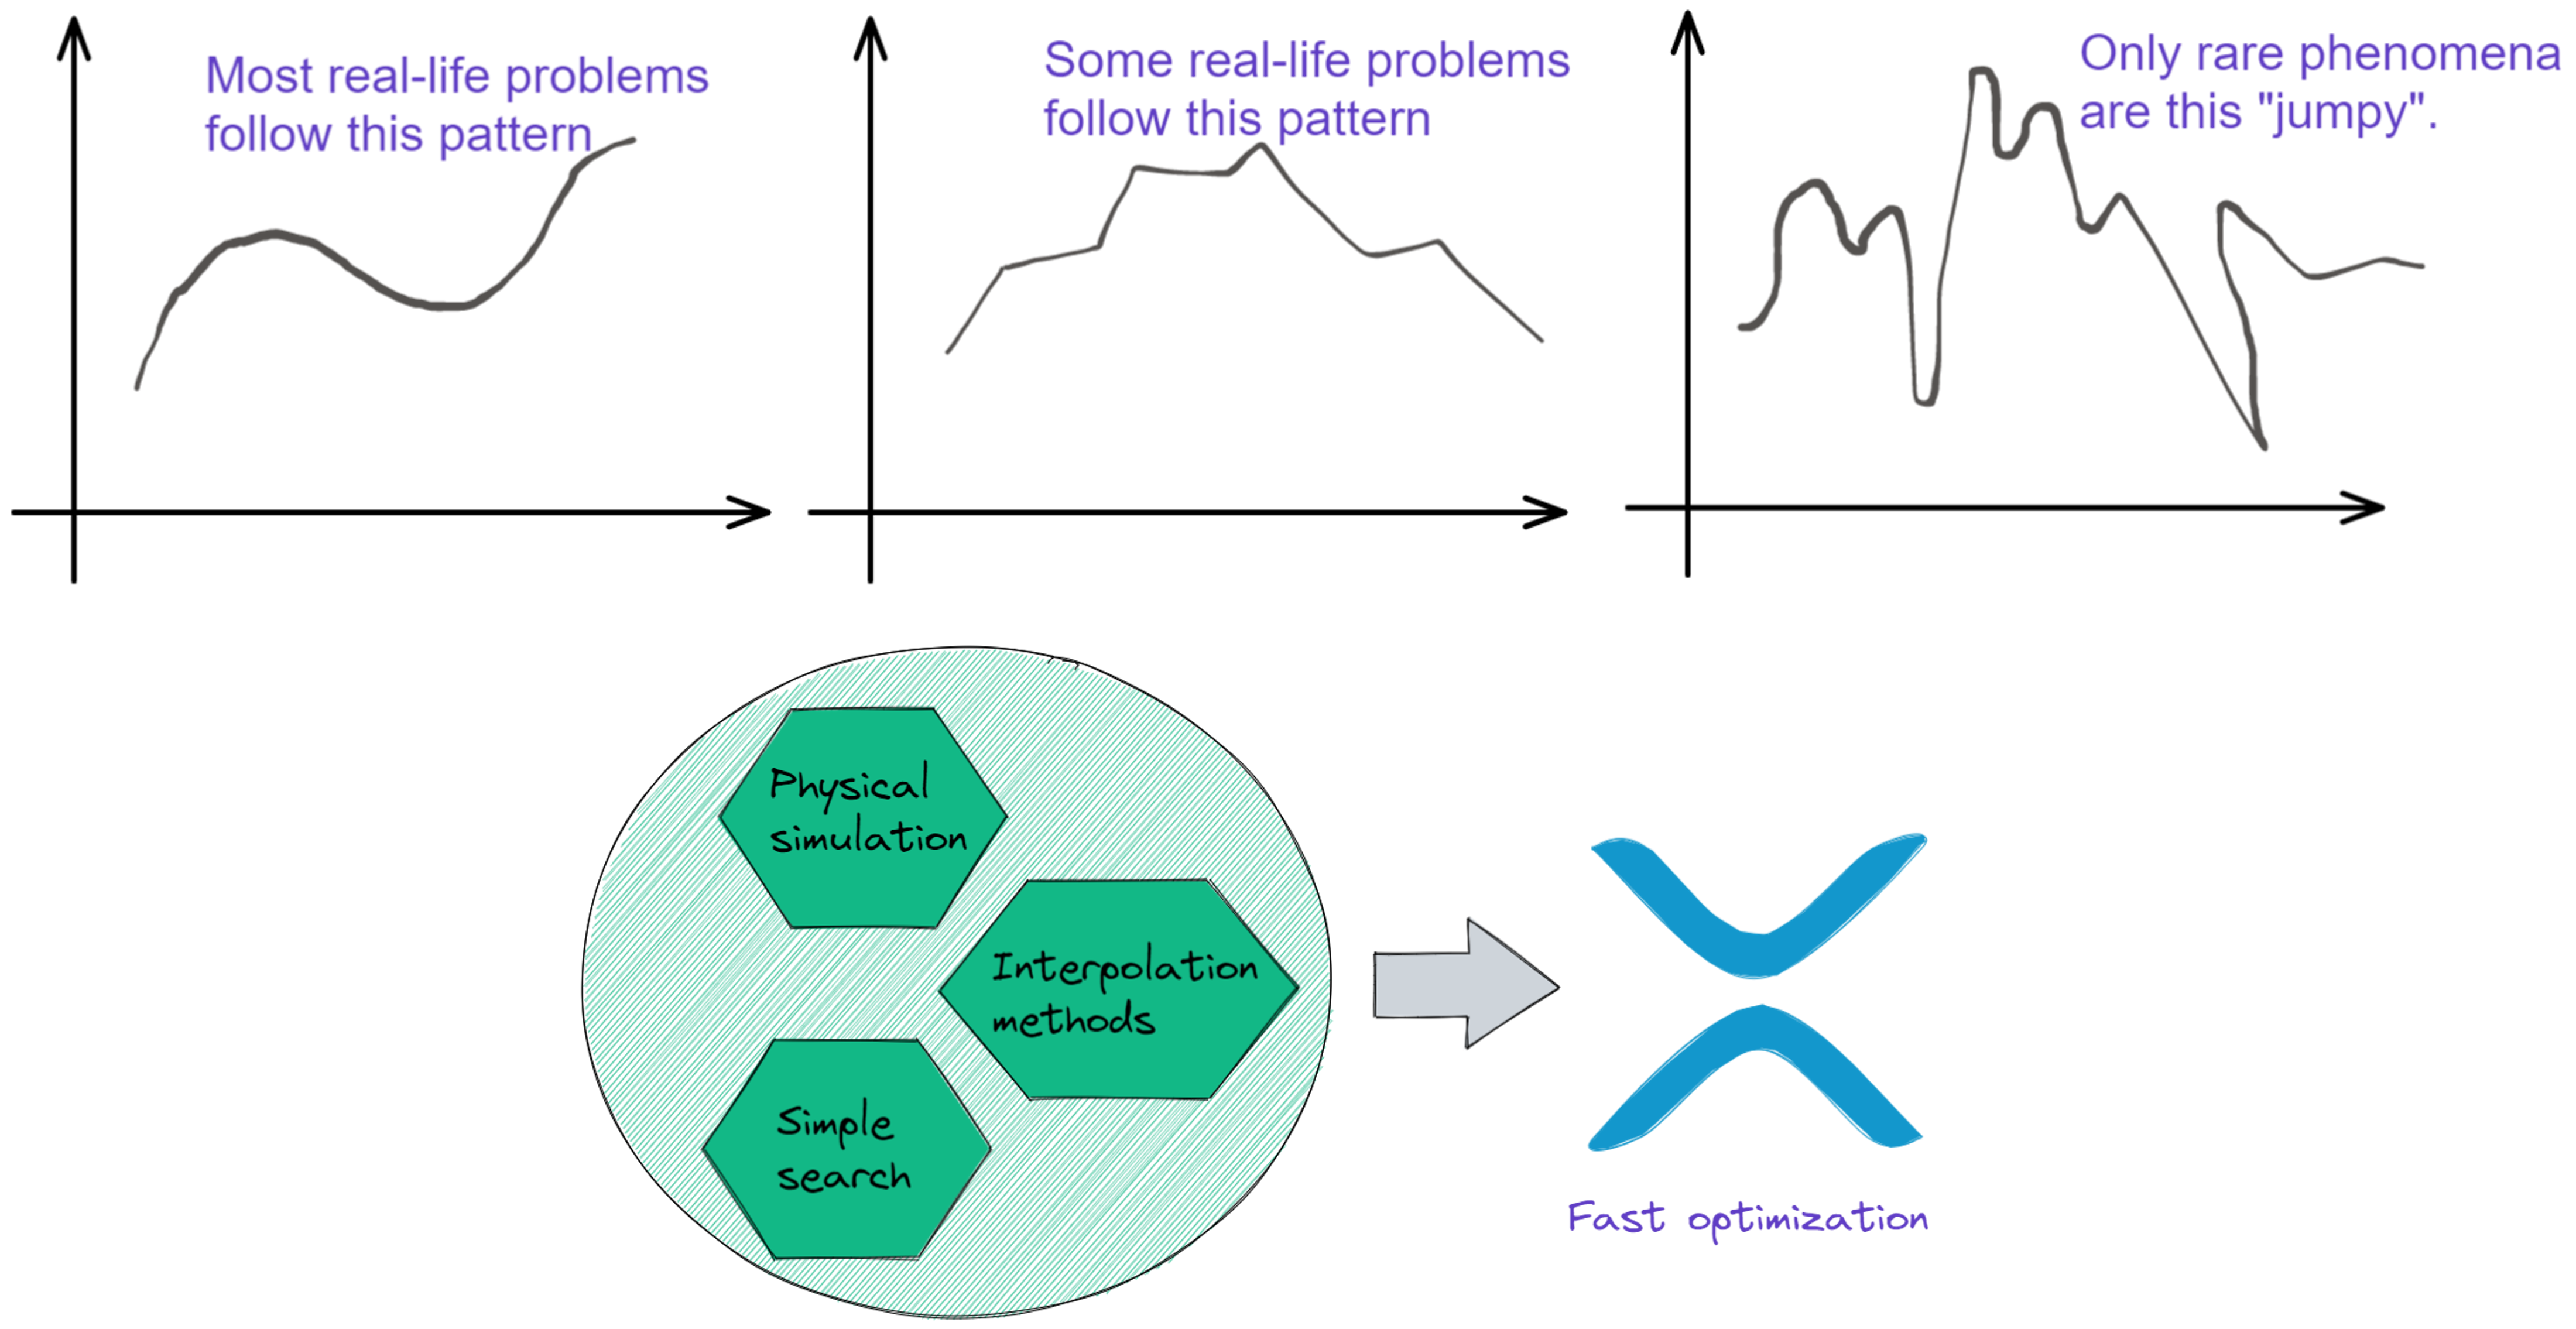 Most real-life problems
follow this pattern
Some real-life problems
follow this pattern
Only rare phenomena
are this "jumpy".
Physical
simulation
Interpolation
methods
Simple
search
Fast optimization